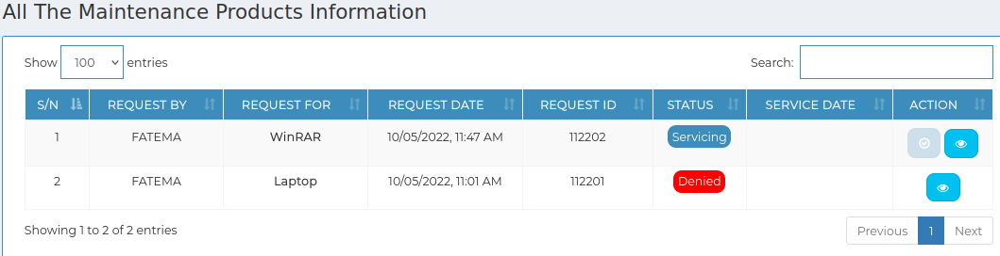 All The Maintenance Products Information
Show 100 entries Search:
S/N REQUEST BY REQUEST FOR REQUEST DATE REQUEST ID STATUS SERVICE DATE ACTION
1 FATEMA WinRAR 10/05/2022, 11:47 AM 112202 Servicing
2 FATEMA Laptop 10/05/2022, 11:01 AM 112201 Denied
Showing 1 to 2 of 2 entries Previous 1 Next